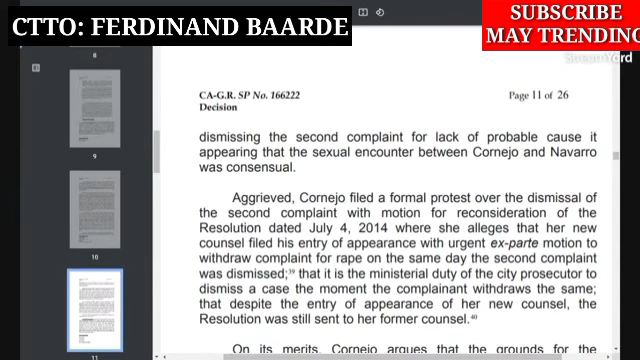 CTTO: FERDINAND BAARDE
SUBSCRIBE
MAY TRENDING
StreamYard
8
CA-G.R. SP No. 166222
Page 11 of 26
Decision
dismissing the second complaint for lack of probable cause it
appearing that the sexual encounter between Cornejo and Navarro
was consensual.
Aggrieved, Cornejo filed a formal protest over the dismissal of
the second complaint with motion for reconsideration of the
Resolution dated July 4, 2014 where she alleges that her new
counsel filed his entry of appearance with urgent ex-parte motion to
withdraw complaint for rape on the same day the second complaint
was dismissed;³⁹ that it is the ministerial duty of the city prosecutor to
dismiss a case the moment the complainant withdraws the same;
that despite the entry of appearance of her new counsel, the
Resolution was still sent to her former counsel.⁴⁰
On its merits, Cornejo argues that the grounds for the
9
10
11